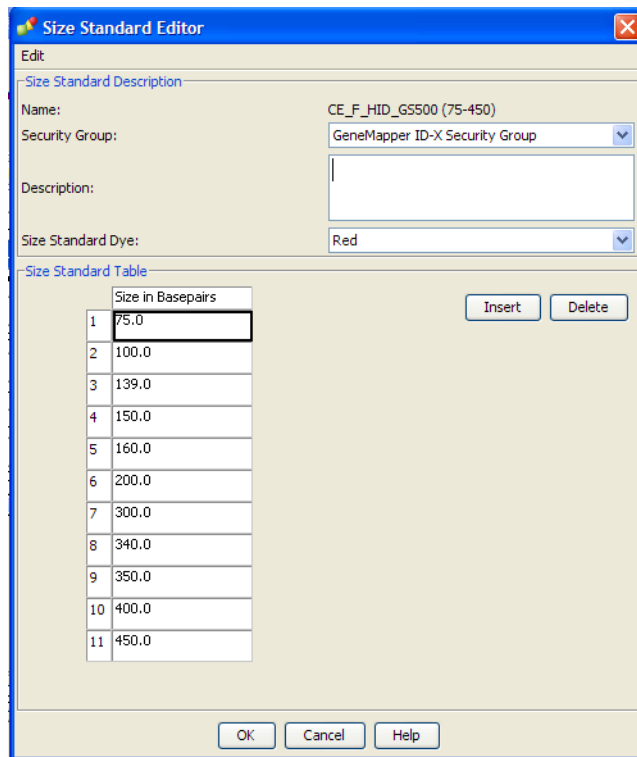 Size Standard Editor
Edit
Size Standard Description
Name: CE_F_HID_GS500 (75-450)
Security Group: GeneMapper ID-X Security Group
Description:
Size Standard Dye: Red
Size Standard Table
Size in Basepairs
Insert Delete
1 75.0
2 100.0
3 139.0
4 150.0
5 160.0
6 200.0
7 300.0
8 340.0
9 350.0
10 400.0
11 450.0
OK Cancel Help